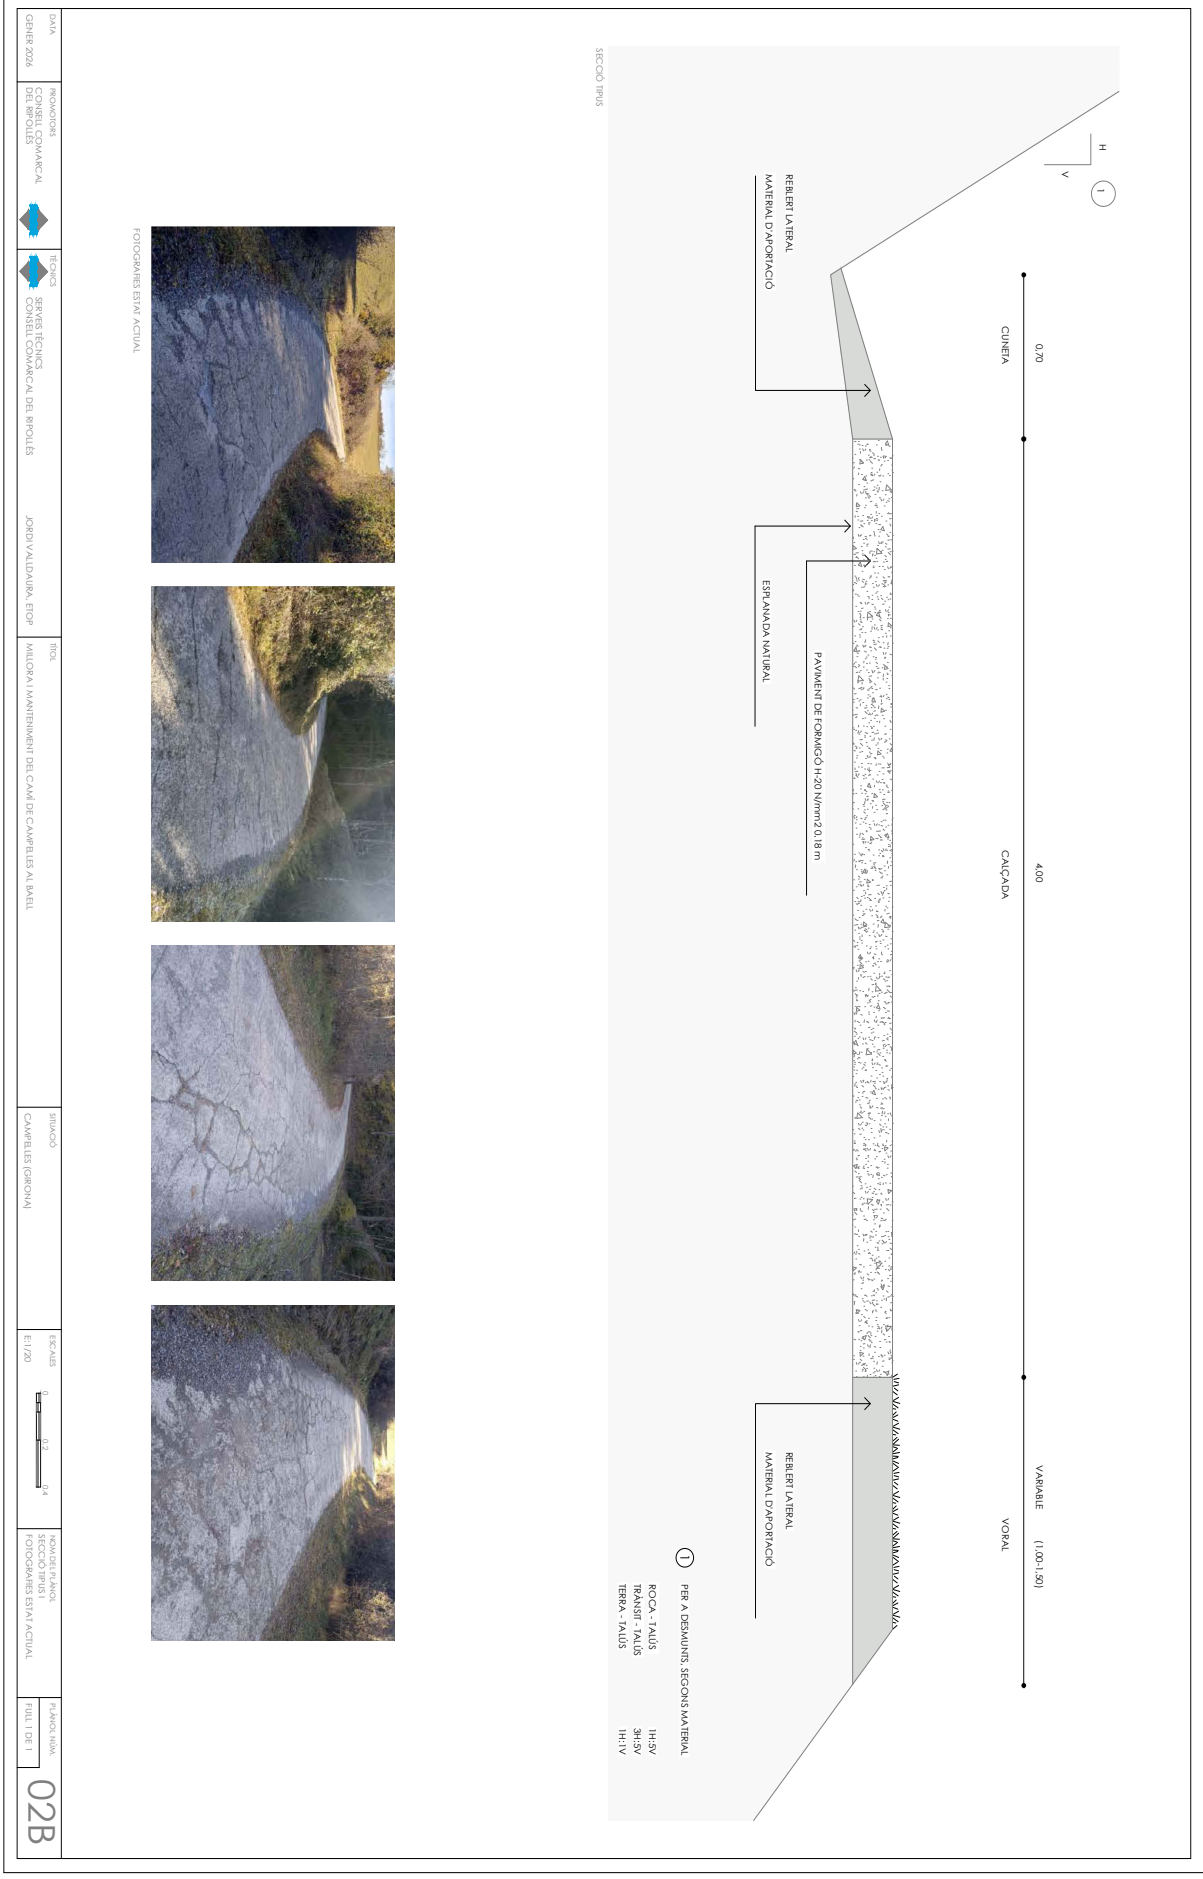 H
V
1
0,70
CUNETA
4,00
CALÇADA
VARIABLE (1,00-1,50)
VORAL
REBLERT LATERAL
MATERIAL D'APORTACIÓ
PAVIMENT DE FORMIGÓ H-20 N/mm2 0.18 m
ESPLANADA NATURAL
REBLERT LATERAL
MATERIAL D'APORTACIÓ
1 PER A DESMUNTS, SEGONS MATERIAL
ROCA - TALÚS 1H:5V
TRÀNSIT - TALÚS 3H:5V
TERRA - TALÚS 1H:1V
SECCIÓ TIPUS
FOTOGRAFIES ESTAT ACTUAL
DATA
GENER 2026
PROMOTORS
CONSELL COMARCAL
DEL RIPOLLÈS
TÈCNICS
SERVEIS TÈCNICS
CONSELL COMARCAL DEL RIPOLLÈS
JORDI VALLDAURA, ETOP
TÍTOL
MILLORA I MANTENIMENT DEL CAMÍ DE CAMPELLES AL BAELL
SITUACIÓ
CAMPELLES (GIRONA)
ESCALES
E:1/20
0 0.2 0.4
NOM DEL PLÀNOL
SECCIÓ TIPUS I
FOTOGRAFIES ESTAT ACTUAL
PLÀNOL NÚM.
FULL 1 DE 1
02B